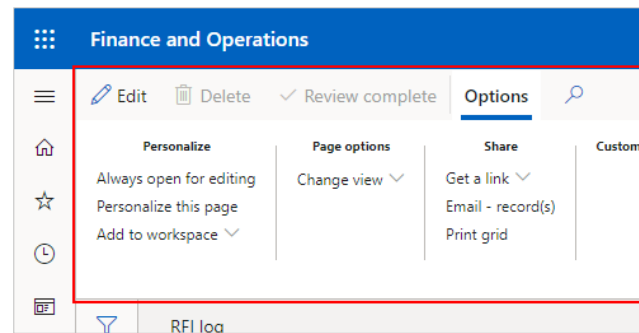 Finance and Operations
Edit Delete Review complete Options
Personalize Page options Share Custom
Always open for editing Change view Get a link
Personalize this page Email - record(s)
Add to workspace Print grid
RFI log